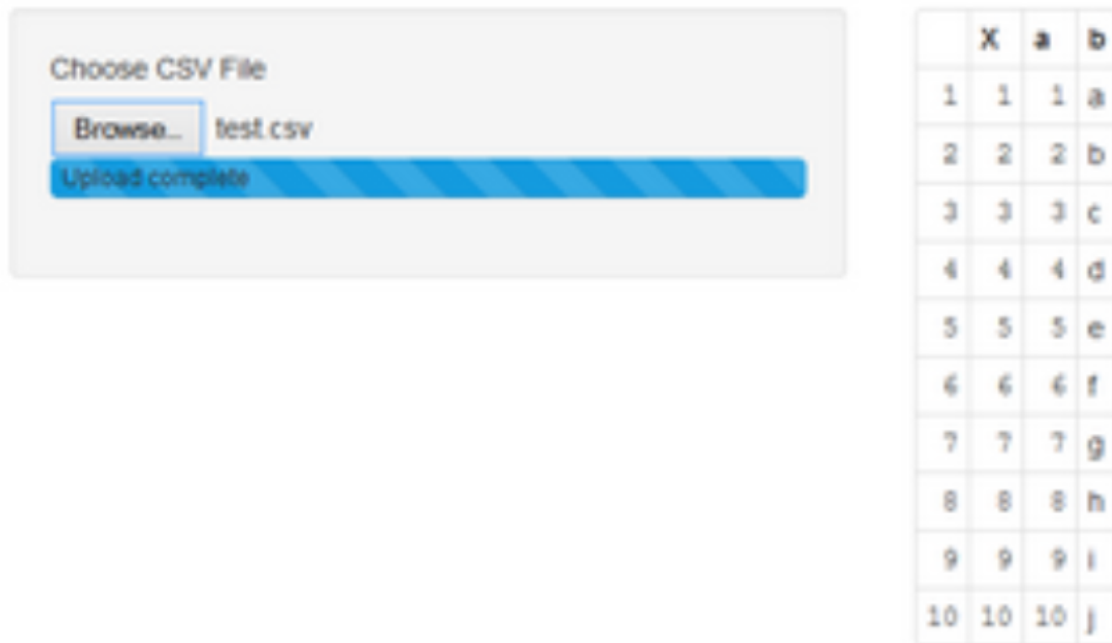 Choose CSV File
Browse... test.csv
Upload complete
X a b
1 1 1 a
2 2 2 b
3 3 3 c
4 4 4 d
5 5 5 e
6 6 6 f
7 7 7 g
8 8 8 h
9 9 9 i
10 10 10 j